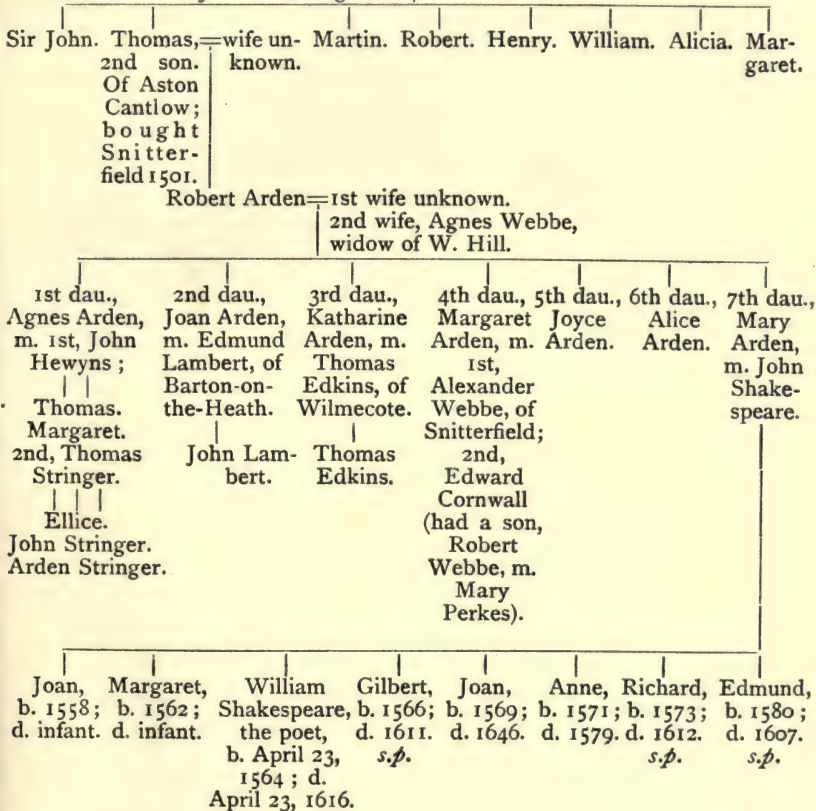 Sir John.
Thomas,
2nd son.
Of Aston
Cantlow;
bought
Snitter-
field 1501.
=wife un-
known.
Martin.
Robert.
Henry.
William.
Alicia.
Mar-
garet.
Robert Arden=1st wife unknown.
2nd wife, Agnes Webbe,
widow of W. Hill.
1st dau.,
Agnes Arden,
m. 1st, John
Hewyns;
Thomas.
Margaret.
2nd, Thomas
Stringer.
Ellice.
John Stringer.
Arden Stringer.
2nd dau.,
Joan Arden,
m. Edmund
Lambert, of
Barton-on-
the-Heath.
John Lam-
bert.
3rd dau.,
Katharine
Arden, m.
Thomas
Edkins, of
Wilmecote.
Thomas
Edkins.
4th dau.,
Margaret
Arden, m.
1st,
Alexander
Webbe, of
Snitterfield;
2nd,
Edward
Cornwall
(had a son,
Robert
Webbe, m.
Mary
Perkes).
5th dau.,
Joyce
Arden.
6th dau.,
Alice
Arden.
7th dau.,
Mary
Arden,
m. John
Shake-
speare.
Joan,
b. 1558;
d. infant.
Margaret,
b. 1562;
d. infant.
William
Shakespeare,
the poet,
b. April 23,
1564; d.
April 23, 1616.
Gilbert,
b. 1566;
d. 1611.
s.p.
Joan,
b. 1569;
d. 1646.
Anne,
b. 1571;
d. 1579.
Richard,
b. 1573;
d. 1612.
s.p.
Edmund,
b. 1580;
d. 1607.
s.p.